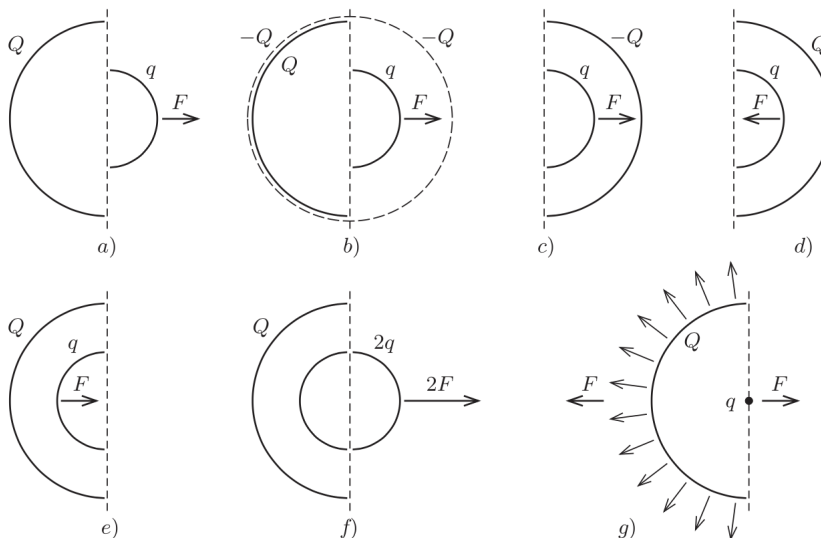 Q q F
−Q −Q Q q F
−Q q F
Q q F
a) b) c) d)
Q q F
Q 2q 2F
F Q q F
e) f) g)